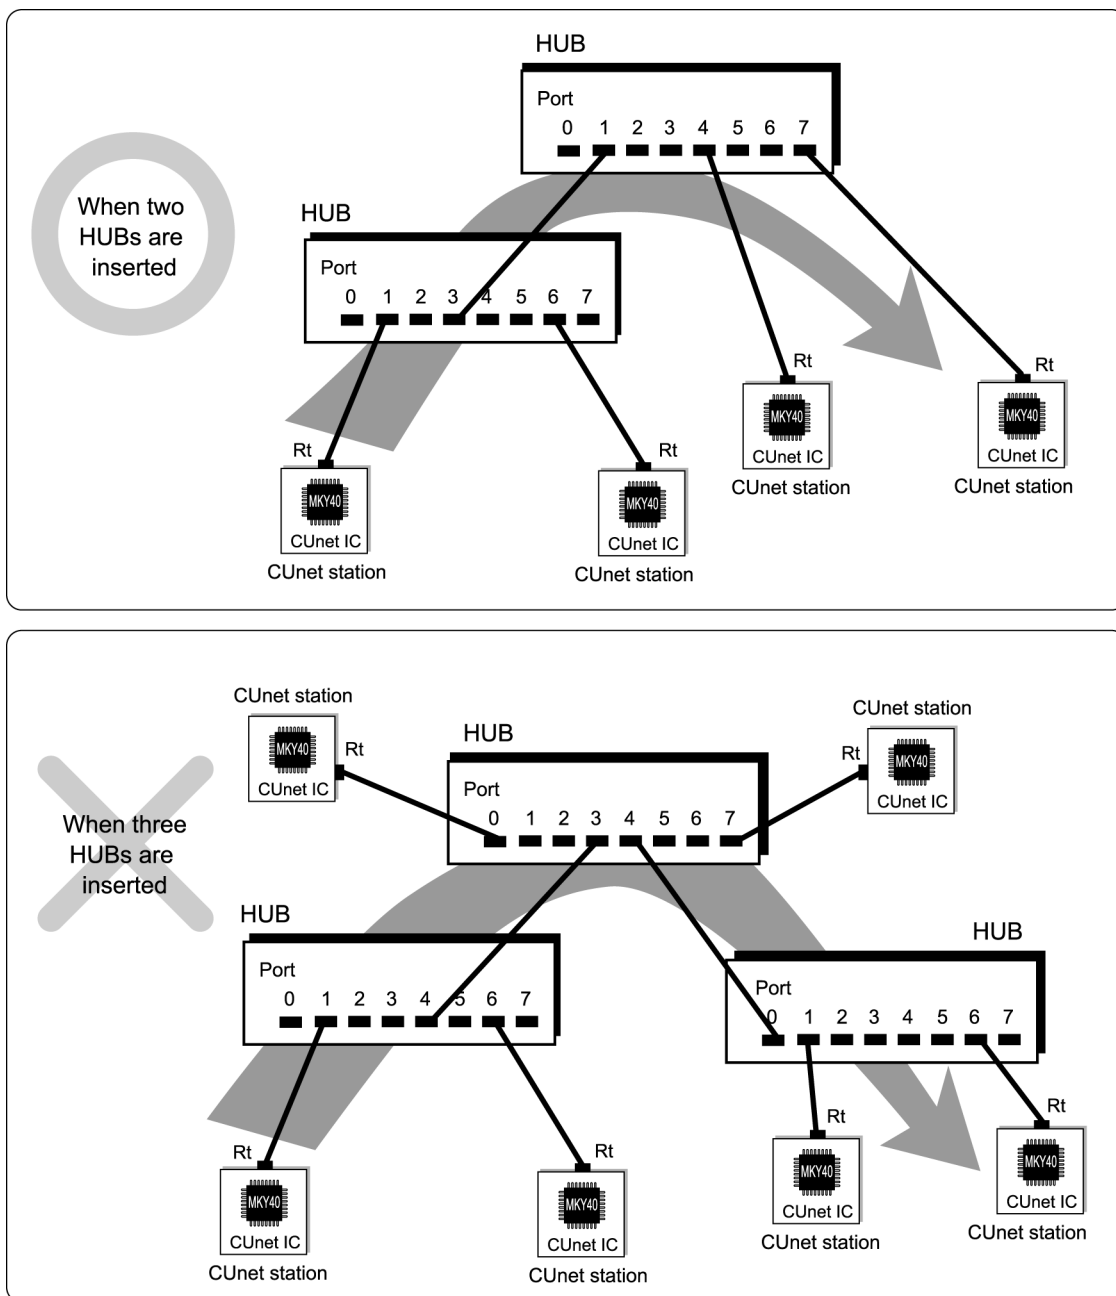 HUB
Port
0 1 2 3 4 5 6 7
When two
HUBs are
inserted
HUB
Port
0 1 2 3 4 5 6 7
Rt
MKY40
CUnet IC
CUnet station
Rt
MKY40
CUnet IC
CUnet station
Rt
MKY40
CUnet IC
CUnet station
Rt
MKY40
CUnet IC
CUnet station
CUnet station
MKY40
CUnet IC
Rt
HUB
Port
0 1 2 3 4 5 6 7
CUnet station
Rt
MKY40
CUnet IC
When three
HUBs are
inserted
HUB
Port
0 1 2 3 4 5 6 7
HUB
Port
0 1 2 3 4 5 6 7
Rt
MKY40
CUnet IC
CUnet station
Rt
MKY40
CUnet IC
CUnet station
Rt
MKY40
CUnet IC
CUnet station
Rt
MKY40
CUnet IC
CUnet station